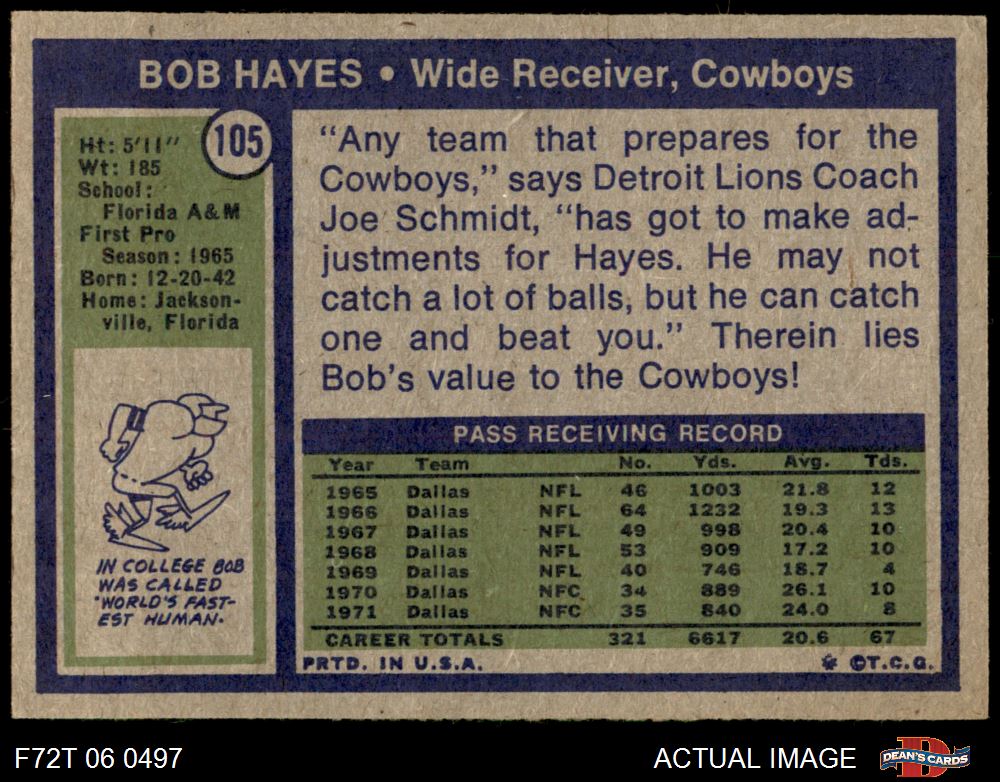 BOB HAYES • Wide Receiver, Cowboys
105
Ht: 5'11"
Wt: 185
School:
Florida A&M
First Pro
Season: 1965
Born: 12-20-42
Home: Jackson-
ville, Florida
IN COLLEGE BOB
WAS CALLED
"WORLD'S FAST-
EST HUMAN.
“Any team that prepares for the
Cowboys,” says Detroit Lions Coach
Joe Schmidt, “has got to make ad-
justments for Hayes. He may not
catch a lot of balls, but he can catch
one and beat you.” Therein lies
Bob's value to the Cowboys!
PASS RECEIVING RECORD
Year Team No. Yds. Avg. Tds.
1965 Dallas NFL 46 1003 21.8 12
1966 Dallas NFL 64 1232 19.3 13
1967 Dallas NFL 49 998 20.4 10
1968 Dallas NFL 53 909 17.2 10
1969 Dallas NFL 40 746 18.7 4
1970 Dallas NFC 34 889 26.1 10
1971 Dallas NFC 35 840 24.0 8
CAREER TOTALS 321 6617 20.6 67
PRTD. IN U.S.A. * ©T.C.G.
F72T 06 0497 ACTUAL IMAGE DEAN'S CARDS